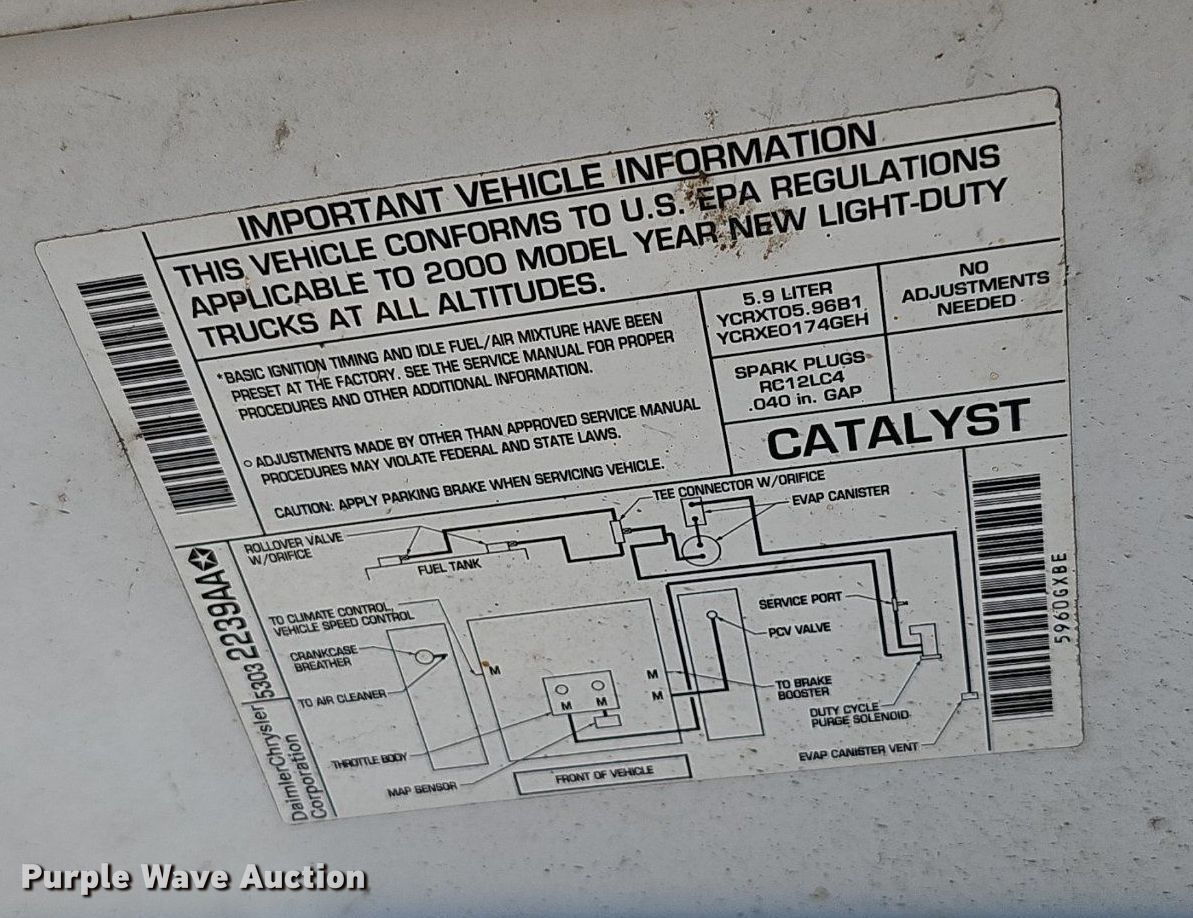 IMPORTANT VEHICLE INFORMATION
THIS VEHICLE CONFORMS TO U.S. EPA REGULATIONS
APPLICABLE TO 2000 MODEL YEAR NEW LIGHT-DUTY
TRUCKS AT ALL ALTITUDES.
*BASIC IGNITION TIMING AND IDLE FUEL/AIR MIXTURE HAVE BEEN
PRESET AT THE FACTORY. SEE THE SERVICE MANUAL FOR PROPER
PROCEDURES AND OTHER ADDITIONAL INFORMATION.
○ ADJUSTMENTS MADE BY OTHER THAN APPROVED SERVICE MANUAL
PROCEDURES MAY VIOLATE FEDERAL AND STATE LAWS.
CAUTION: APPLY PARKING BRAKE WHEN SERVICING VEHICLE.
5.9 LITER
YCRXT05.96B1
YCRXE0174GEH
NO
ADJUSTMENTS
NEEDED
SPARK PLUGS
RC12LC4
.040 in. GAP
CATALYST
TEE CONNECTOR W/ORIFICE
EVAP CANISTER
ROLLOVER VALVE
W/ORIFICE
FUEL TANK
TO CLIMATE CONTROL,
VEHICLE SPEED CONTROL
CRANKCASE
BREATHER
TO AIR CLEANER
THROTTLE BODY
MAP SENSOR
M
M
M
M
M
SERVICE PORT
PCV VALVE
TO BRAKE
BOOSTER
DUTY CYCLE
PURGE SOLENOID
EVAP CANISTER VENT
FRONT OF VEHICLE
DaimlerChrysler
Corporation
53032239AA
5960GXBE
Purple Wave Auction